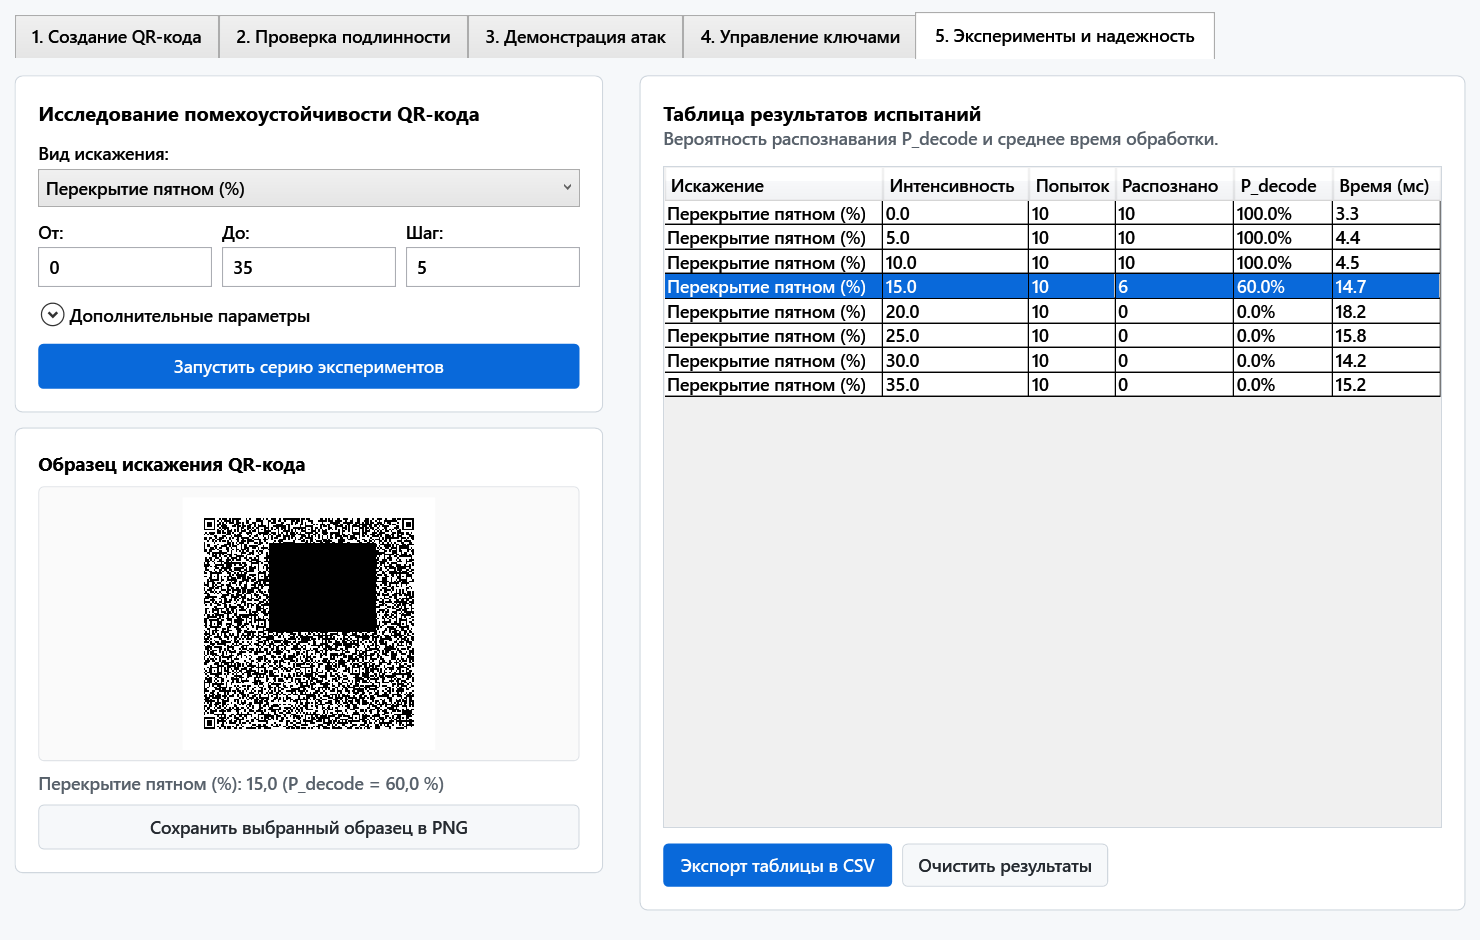 1. Создание QR-кода
2. Проверка подлинности
3. Демонстрация атак
4. Управление ключами
5. Эксперименты и надежность
Исследование помехоустойчивости QR-кода
Вид искажения:
Перекрытие пятном (%)
От: До: Шаг:
0 35 5
Дополнительные параметры
Запустить серию экспериментов
Образец искажения QR-кода
Перекрытие пятном (%): 15,0 (P_decode = 60,0 %)
Сохранить выбранный образец в PNG
Таблица результатов испытаний
Вероятность распознавания P_decode и среднее время обработки.
Искажение Интенсивность Попыток Распознано P_decode Время (мс)
Перекрытие пятном (%) 0.0 10 10 100.0% 3.3
Перекрытие пятном (%) 5.0 10 10 100.0% 4.4
Перекрытие пятном (%) 10.0 10 10 100.0% 4.5
Перекрытие пятном (%) 15.0 10 6 60.0% 14.7
Перекрытие пятном (%) 20.0 10 0 0.0% 18.2
Перекрытие пятном (%) 25.0 10 0 0.0% 15.8
Перекрытие пятном (%) 30.0 10 0 0.0% 14.2
Перекрытие пятном (%) 35.0 10 0 0.0% 15.2
Экспорт таблицы в CSV
Очистить результаты